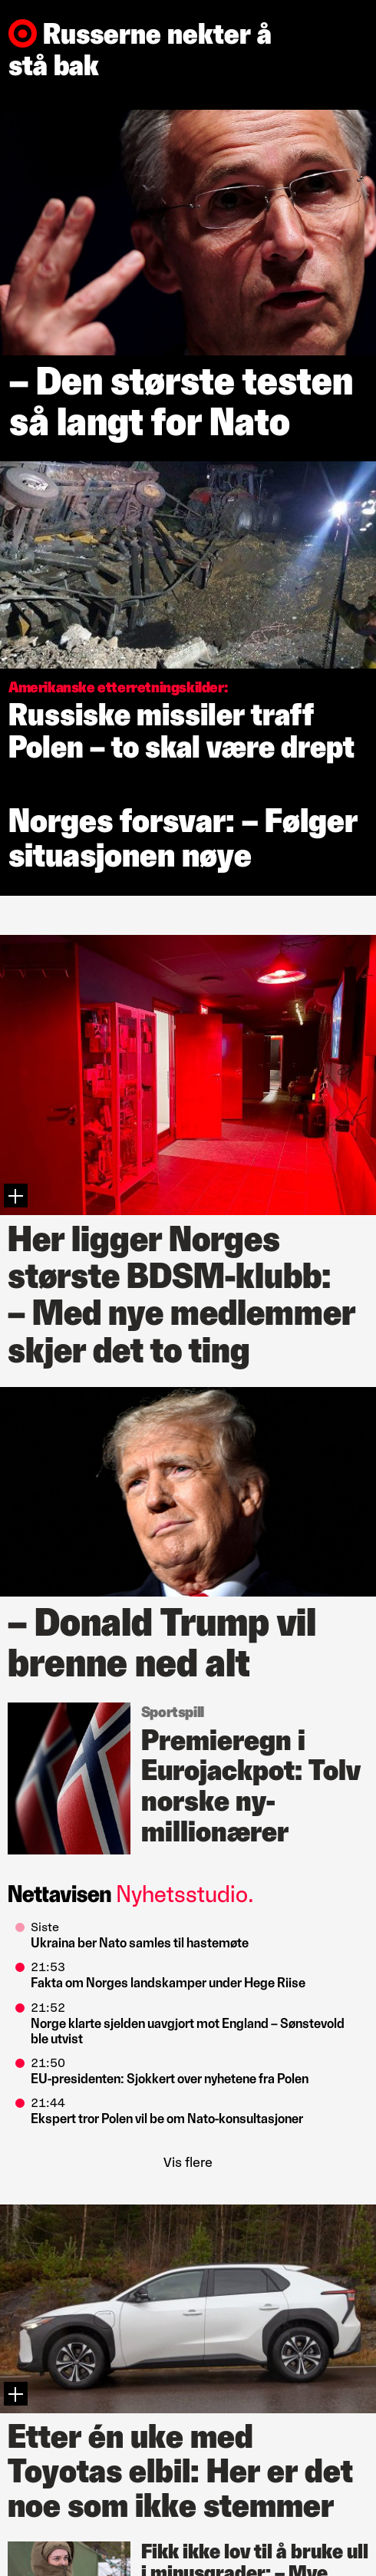 Russerne nekter å
stå bak
– Den største testen
så langt for Nato
Amerikanske etterretningskilder:
Russiske missiler traff
Polen – to skal være drept
Norges forsvar: – Følger
situasjonen nøye
Her ligger Norges
største BDSM-klubb:
– Med nye medlemmer
skjer det to ting
– Donald Trump vil
brenne ned alt
Sportspill
Premieregn i
Eurojackpot: Tolv
norske ny-
millionærer
Nettavisen Nyhetsstudio.
Siste
Ukraina ber Nato samles til hastemøte
21:53
Fakta om Norges landskamper under Hege Riise
21:52
Norge klarte sjelden uavgjort mot England – Sønstevold
ble utvist
21:50
EU-presidenten: Sjokkert over nyhetene fra Polen
21:44
Ekspert tror Polen vil be om Nato-konsultasjoner
Vis flere
Etter én uke med
Toyotas elbil: Her er det
noe som ikke stemmer
Fikk ikke lov til å bruke ull
i minusgrader: – Mye